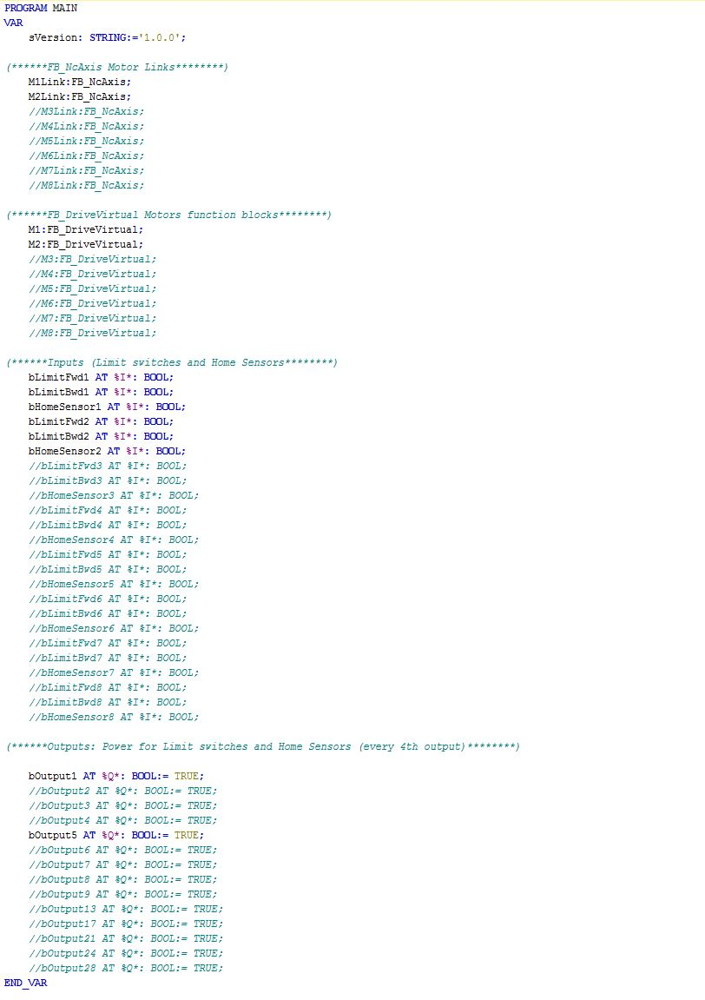 PROGRAM MAIN
VAR
sVersion: STRING:='1.0.0';
(******FB_NcAxis Motor Links********)
M1Link:FB_NcAxis;
M2Link:FB_NcAxis;
//M3Link:FB_NcAxis;
//M4Link:FB_NcAxis;
//M5Link:FB_NcAxis;
//M6Link:FB_NcAxis;
//M7Link:FB_NcAxis;
//M8Link:FB_NcAxis;
(******FB_DriveVirtual Motors function blocks********)
M1:FB_DriveVirtual;
M2:FB_DriveVirtual;
//M3:FB_DriveVirtual;
//M4:FB_DriveVirtual;
//M5:FB_DriveVirtual;
//M6:FB_DriveVirtual;
//M7:FB_DriveVirtual;
//M8:FB_DriveVirtual;
(******Inputs (Limit switches and Home Sensors********)
bLimitFwd1 AT %I*: BOOL;
bLimitBwd1 AT %I*: BOOL;
bHomeSensor1 AT %I*: BOOL;
bLimitFwd2 AT %I*: BOOL;
bLimitBwd2 AT %I*: BOOL;
bHomeSensor2 AT %I*: BOOL;
//bLimitFwd3 AT %I*: BOOL;
//bLimitBwd3 AT %I*: BOOL;
//bHomeSensor3 AT %I*: BOOL;
//bLimitFwd4 AT %I*: BOOL;
//bLimitBwd4 AT %I*: BOOL;
//bHomeSensor4 AT %I*: BOOL;
//bLimitFwd5 AT %I*: BOOL;
//bLimitBwd5 AT %I*: BOOL;
//bHomeSensor5 AT %I*: BOOL;
//bLimitFwd6 AT %I*: BOOL;
//bLimitBwd6 AT %I*: BOOL;
//bHomeSensor6 AT %I*: BOOL;
//bLimitFwd7 AT %I*: BOOL;
//bLimitBwd7 AT %I*: BOOL;
//bHomeSensor7 AT %I*: BOOL;
//bLimitFwd8 AT %I*: BOOL;
//bLimitBwd8 AT %I*: BOOL;
//bHomeSensor8 AT %I*: BOOL;
(******Outputs: Power for Limit switches and Home Sensors (every 4th output)********)
bOutput1 AT %Q*: BOOL:= TRUE;
//bOutput2 AT %Q*: BOOL:= TRUE;
//bOutput3 AT %Q*: BOOL:= TRUE;
//bOutput4 AT %Q*: BOOL:= TRUE;
bOutput5 AT %Q*: BOOL:= TRUE;
//bOutput6 AT %Q*: BOOL:= TRUE;
//bOutput7 AT %Q*: BOOL:= TRUE;
//bOutput8 AT %Q*: BOOL:= TRUE;
//bOutput9 AT %Q*: BOOL:= TRUE;
//bOutput13 AT %Q*: BOOL:= TRUE;
//bOutput17 AT %Q*: BOOL:= TRUE;
//bOutput21 AT %Q*: BOOL:= TRUE;
//bOutput24 AT %Q*: BOOL:= TRUE;
//bOutput28 AT %Q*: BOOL:= TRUE;
END_VAR